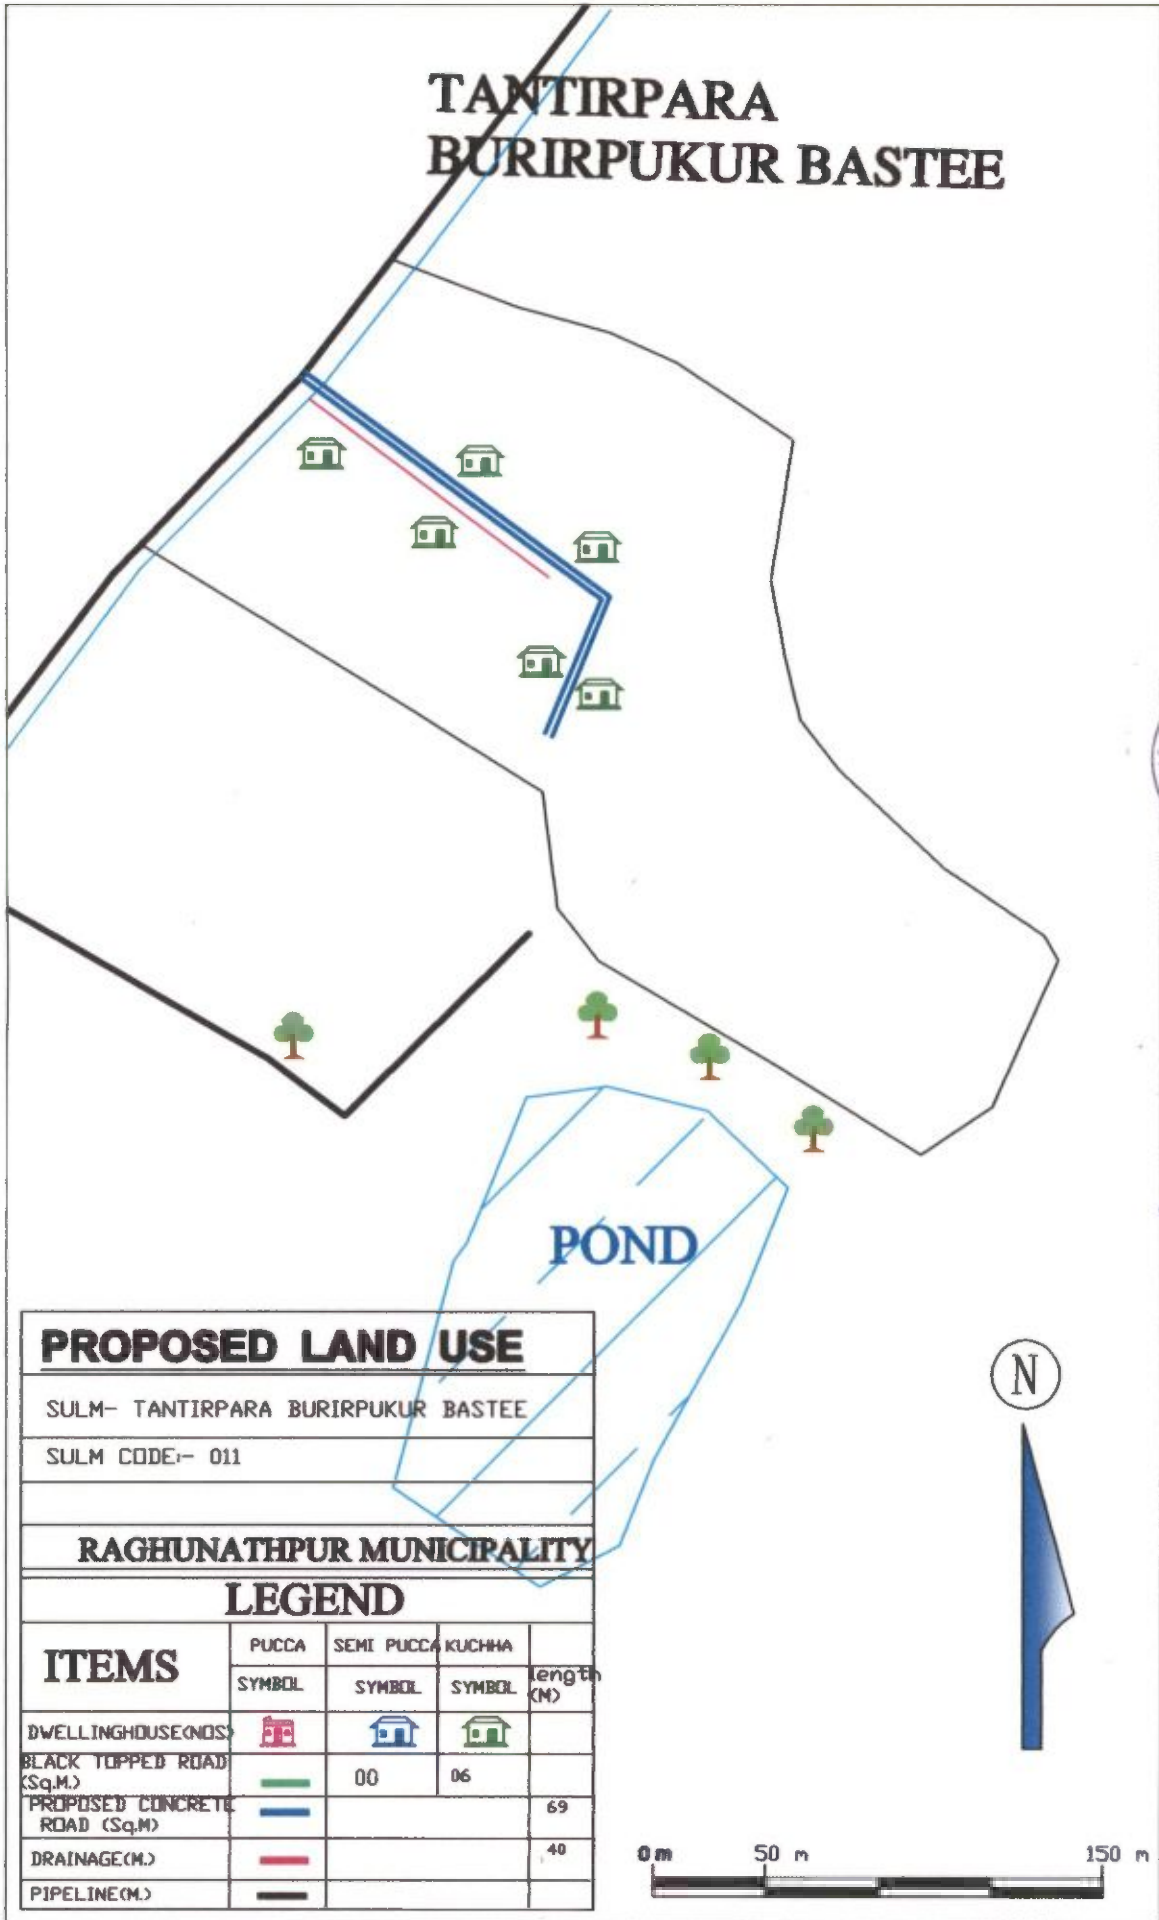 TANTIRPARA
BURIRPUKUR BASTEE
POND
PROPOSED LAND USE
SULM- TANTIRPARA BURIRPUKUR BASTEE
SULM CODE:- 011
RAGHUNATHPUR MUNICIPALITY
LEGEND
ITEMS
PUCCA SEMI PUCCA KUCHHA
length
(M)
SYMBOL SYMBOL SYMBOL
DWELLINGHOUSE(NOS)
BLACK TOPPED ROAD
(Sq.M.)
00 06
PROPOSED CONCRETE
ROAD (Sq.M)
69
DRAINAGE(M.)
40
PIPELINE(M.)
N
0 m 50 m 150 m